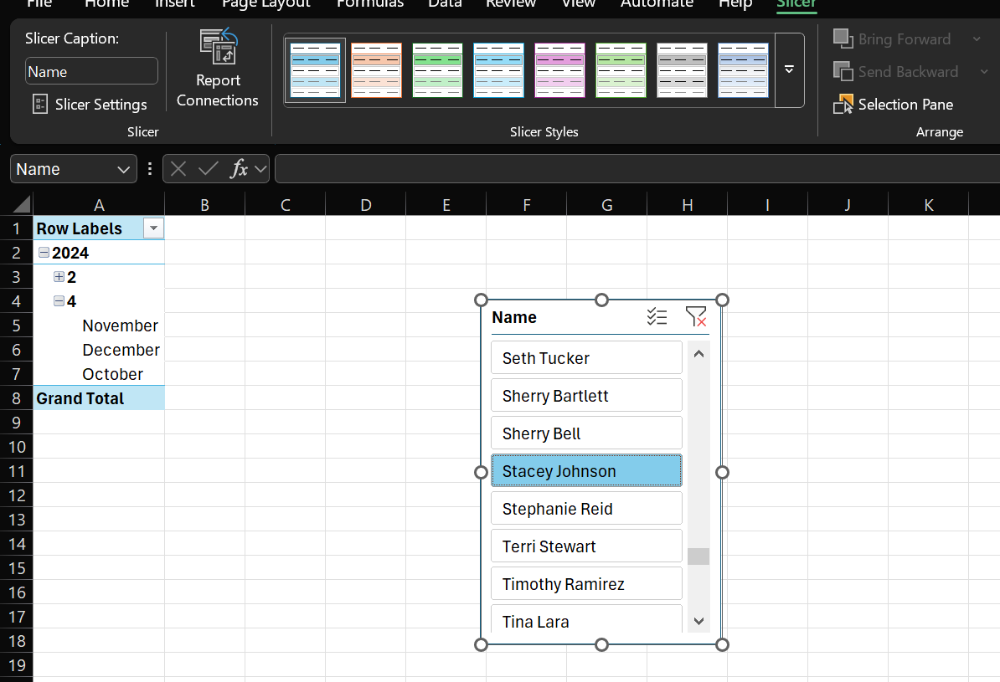 File Home Insert Page Layout Formulas Data Review View Automate Help Slicer
Slicer Caption:
Name
Slicer Settings
Slicer
Report
Connections
Slicer Styles
Bring Forward
Send Backward
Selection Pane
Arrange
Name fx
A B C D E F G H I J K
1 Row Labels
2 2024
3 2
4 4
5 November
6 December
7 October
8 Grand Total
9
10
11
12
13
14
15
16
17
18
19
Name
Seth Tucker
Sherry Bartlett
Sherry Bell
Stacey Johnson
Stephanie Reid
Terri Stewart
Timothy Ramirez
Tina Lara